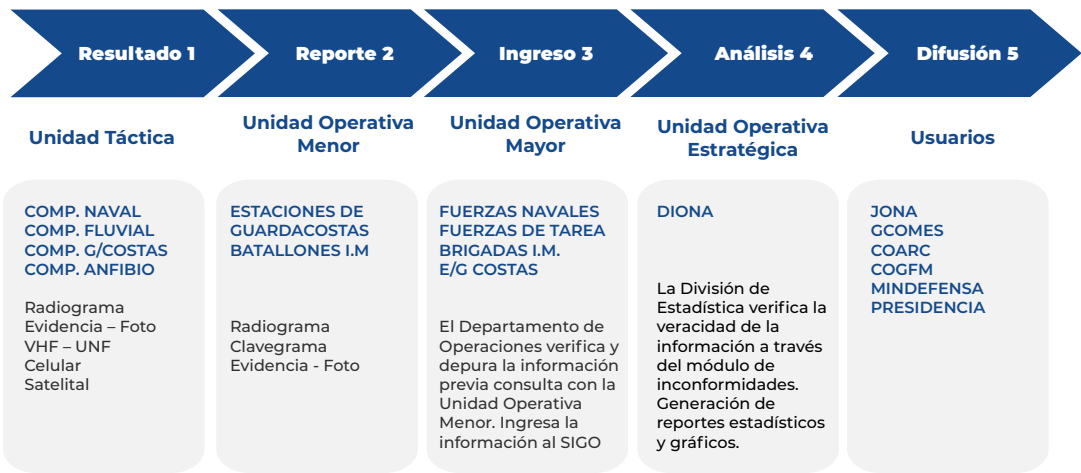 Resultado 1
Reporte 2
Ingreso 3
Análisis 4
Difusión 5
Unidad Táctica
Unidad Operativa
Menor
Unidad Operativa
Mayor
Unidad Operativa
Estratégica
Usuarios
COMP. NAVAL
COMP. FLUVIAL
COMP. G/COSTAS
COMP. ANFIBIO
Radiograma
Evidencia – Foto
VHF – UNF
Celular
Satelital
ESTACIONES DE
GUARDACOSTAS
BATALLONES I.M
Radiograma
Clavegrama
Evidencia - Foto
FUERZAS NAVALES
FUERZAS DE TAREA
BRIGADAS I.M.
E/G COSTAS
El Departamento de
Operaciones verifica y
depura la información
previa consulta con la
Unidad Operativa
Menor. Ingresa la
información al SIGO
DIONA
La División de
Estadística verifica la
veracidad de la
información a través
del módulo de
inconformidades.
Generación de
reportes estadísticos
y gráficos.
JONA
GCOMES
COARC
COGFM
MINDEFENSA
PRESIDENCIA